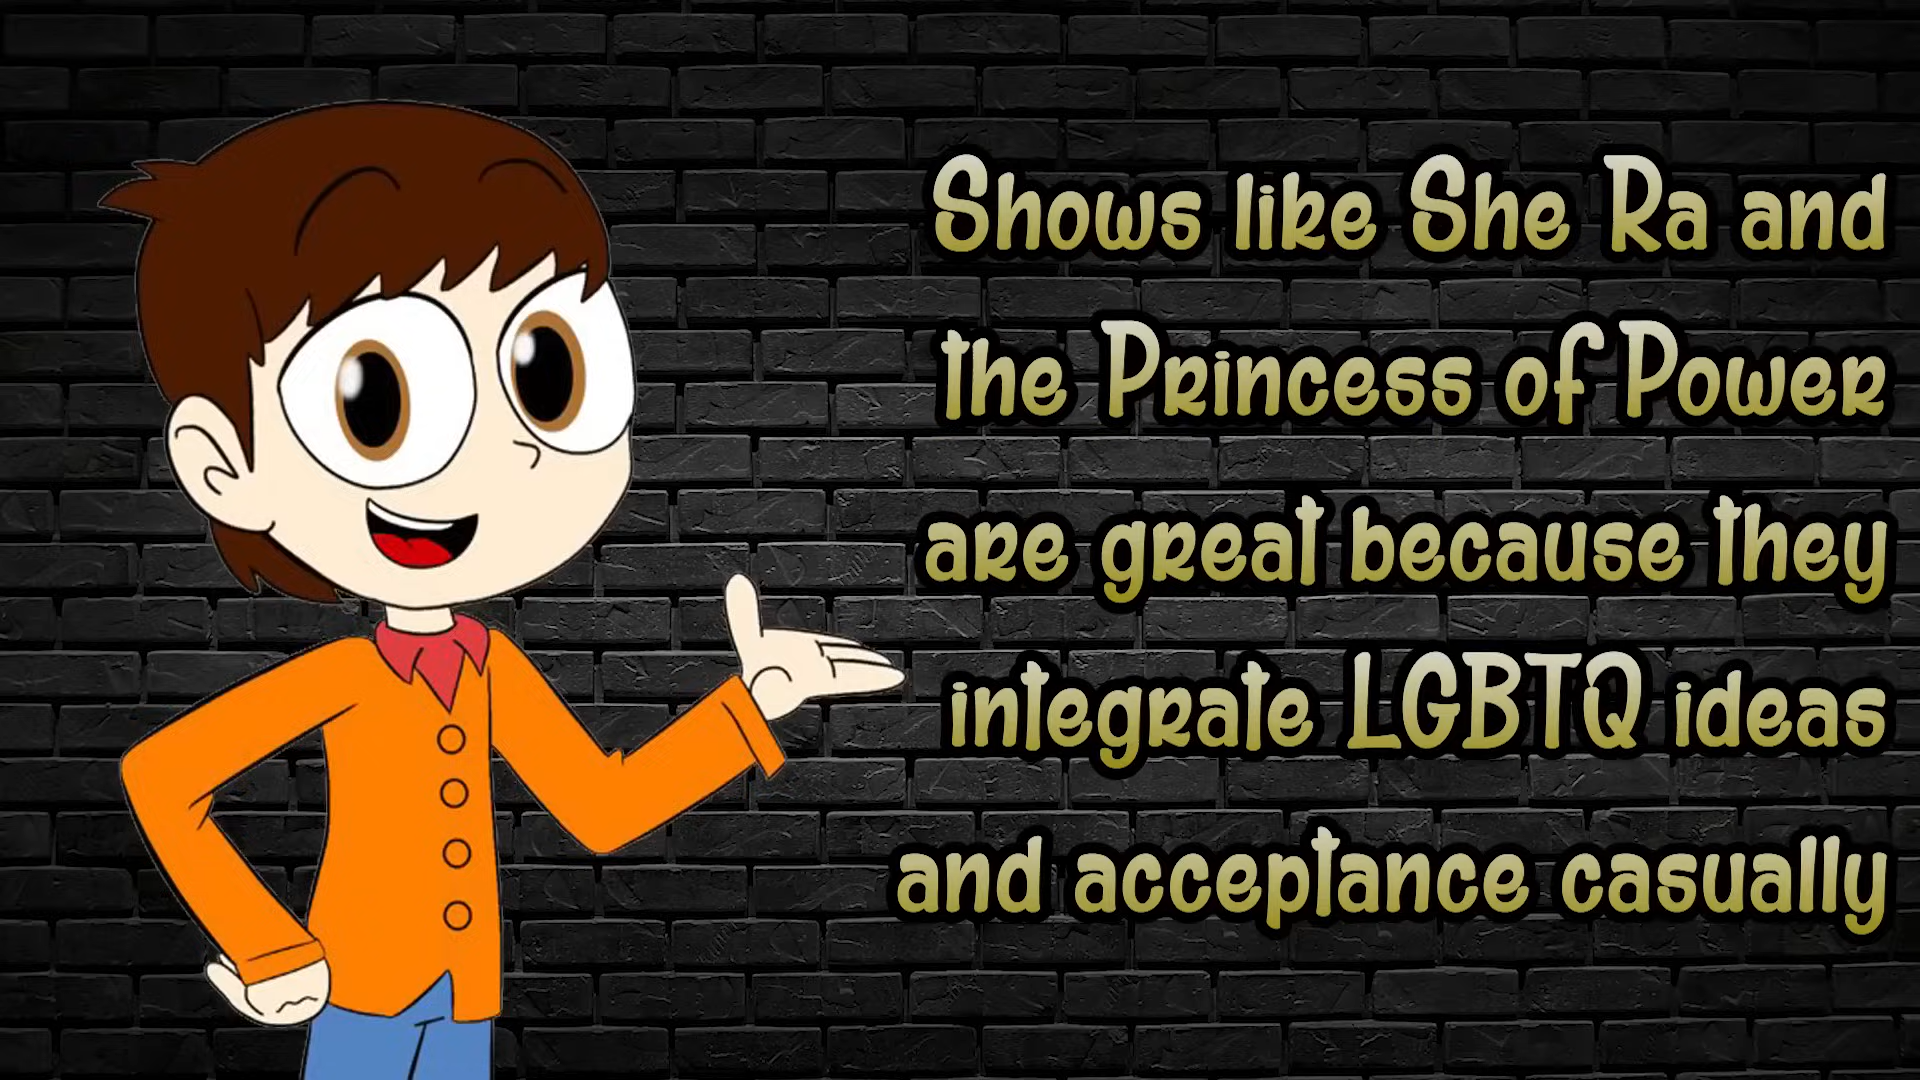 Shows like She Ra and
the Princess of Power
are great because they
integrate LGBTQ ideas
and acceptance casually